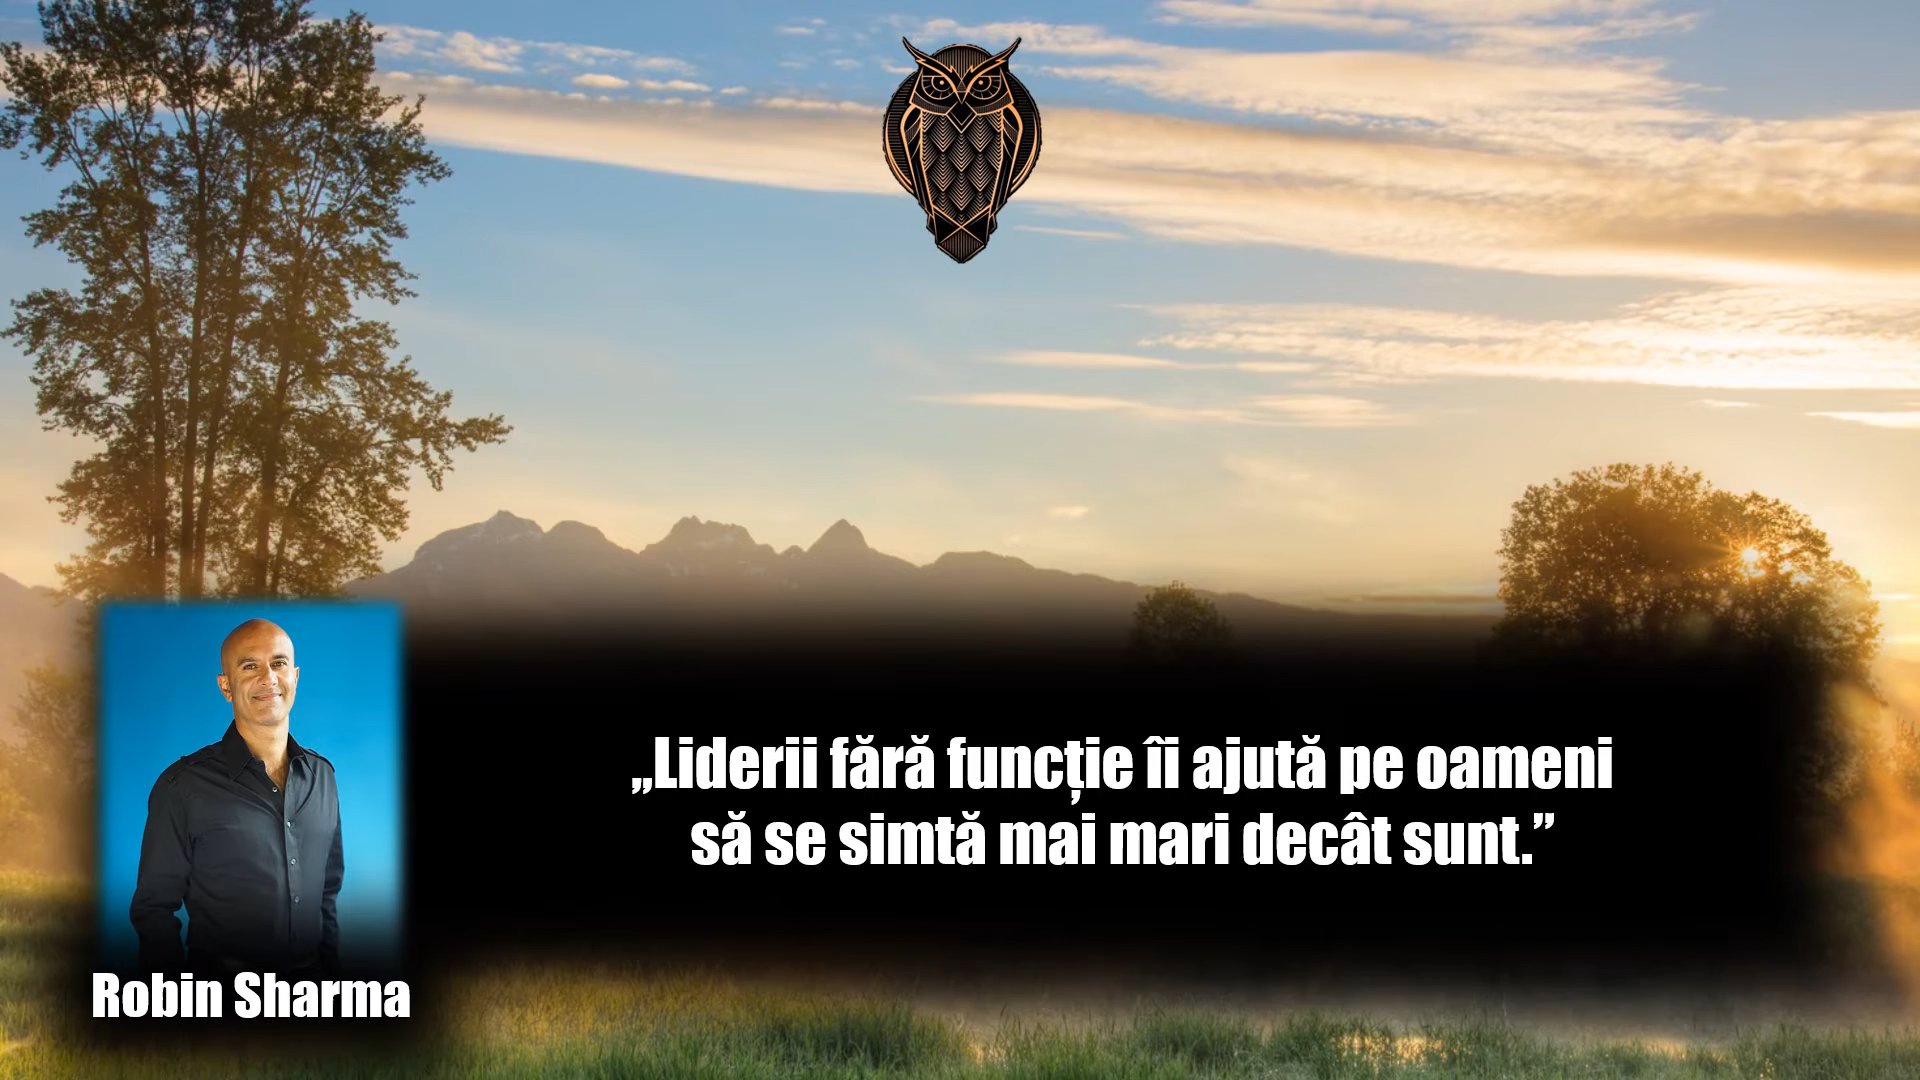 „Liderii fără funcție îi ajută pe oameni
să se simtă mai mari decât sunt.”
Robin Sharma